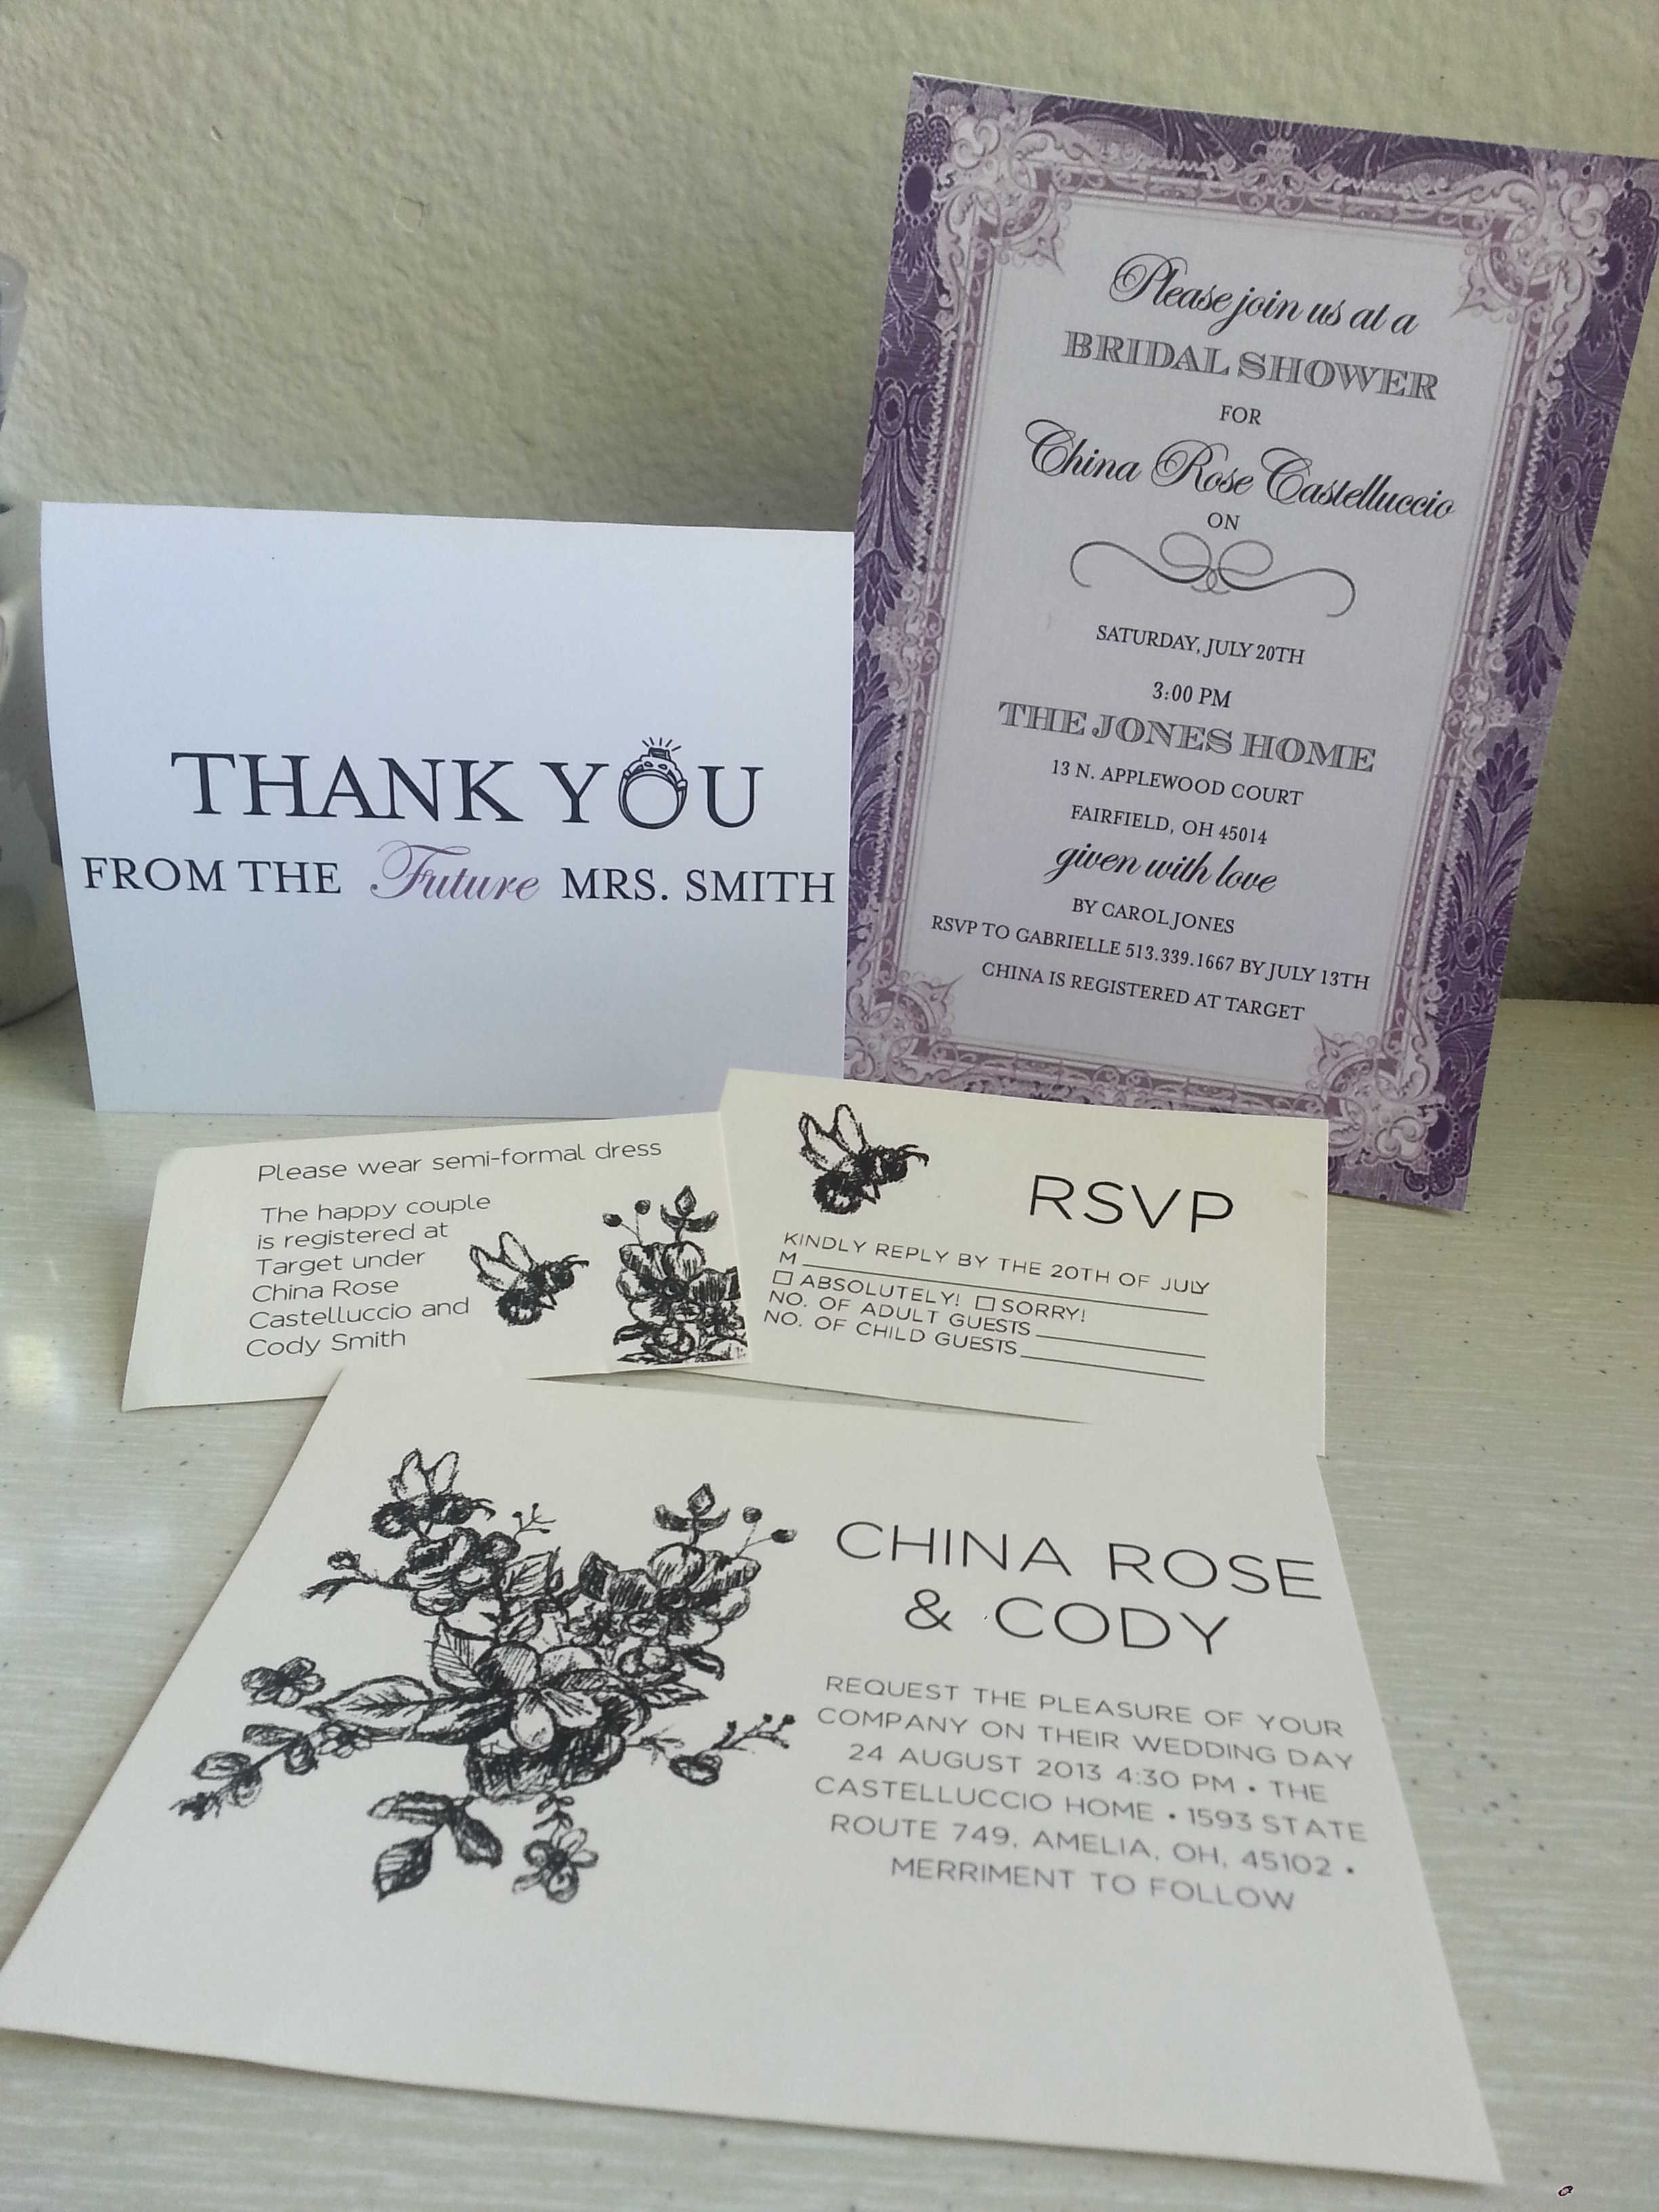 THANK YOU
FROM THE Future MRS. SMITH
Please join us at a
BRIDAL SHOWER
FOR
China Rose Castelluccio
ON
SATURDAY, JULY 20TH
3:00 PM
THE JONES HOME
13 N. APPLEWOOD COURT
FAIRFIELD, OH 45014
given with love
BY CAROL JONES
RSVP TO GABRIELLE 513.339.1667 BY JULY 13TH
CHINA IS REGISTERED AT TARGET
Please wear semi-formal dress
The happy couple
is registered at
Target under
China Rose
Castelluccio and
Cody Smith
RSVP
KINDLY REPLY BY THE 20TH OF JULY
M
ABSOLUTELY! SORRY!
NO. OF ADULT GUESTS
NO. OF CHILD GUESTS
CHINA ROSE
& CODY
REQUEST THE PLEASURE OF YOUR
COMPANY ON THEIR WEDDING DAY
24 AUGUST 2013 4:30 PM • THE
CASTELLUCCIO HOME • 1593 STATE
ROUTE 749, AMELIA, OH, 45102 •
MERRIMENT TO FOLLOW